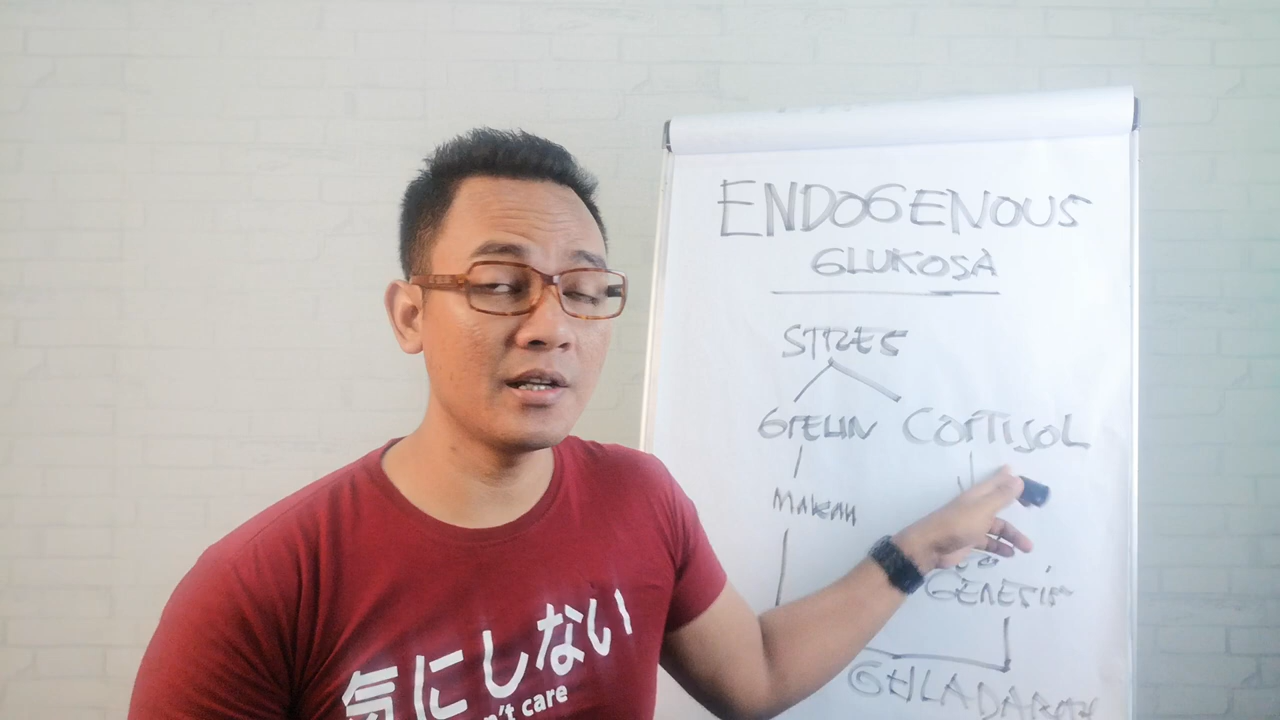 ENDOGENOUS
GLUKOSA
STRES
GRELIN CORTISOL
MAKAN
GENESIS
GULA DARAH
気にしない
n't care